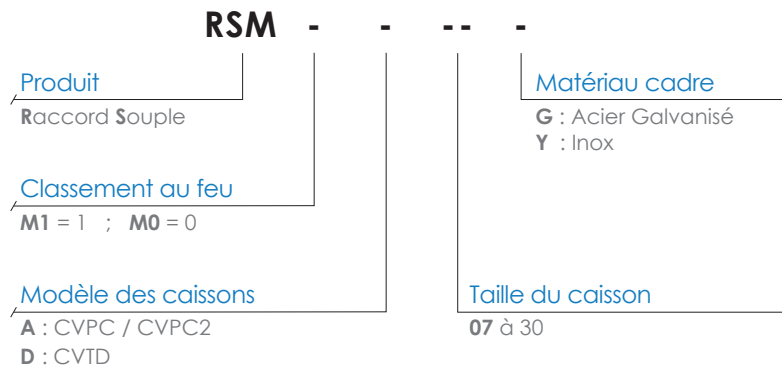 RSM - - -- -
Produit
Raccord Souple
Matériau cadre
G : Acier Galvanisé
Y : Inox
Classement au feu
M1 = 1 ; M0 = 0
Modèle des caissons
A : CVPC / CVPC2
D : CVTD
Taille du caisson
07 à 30